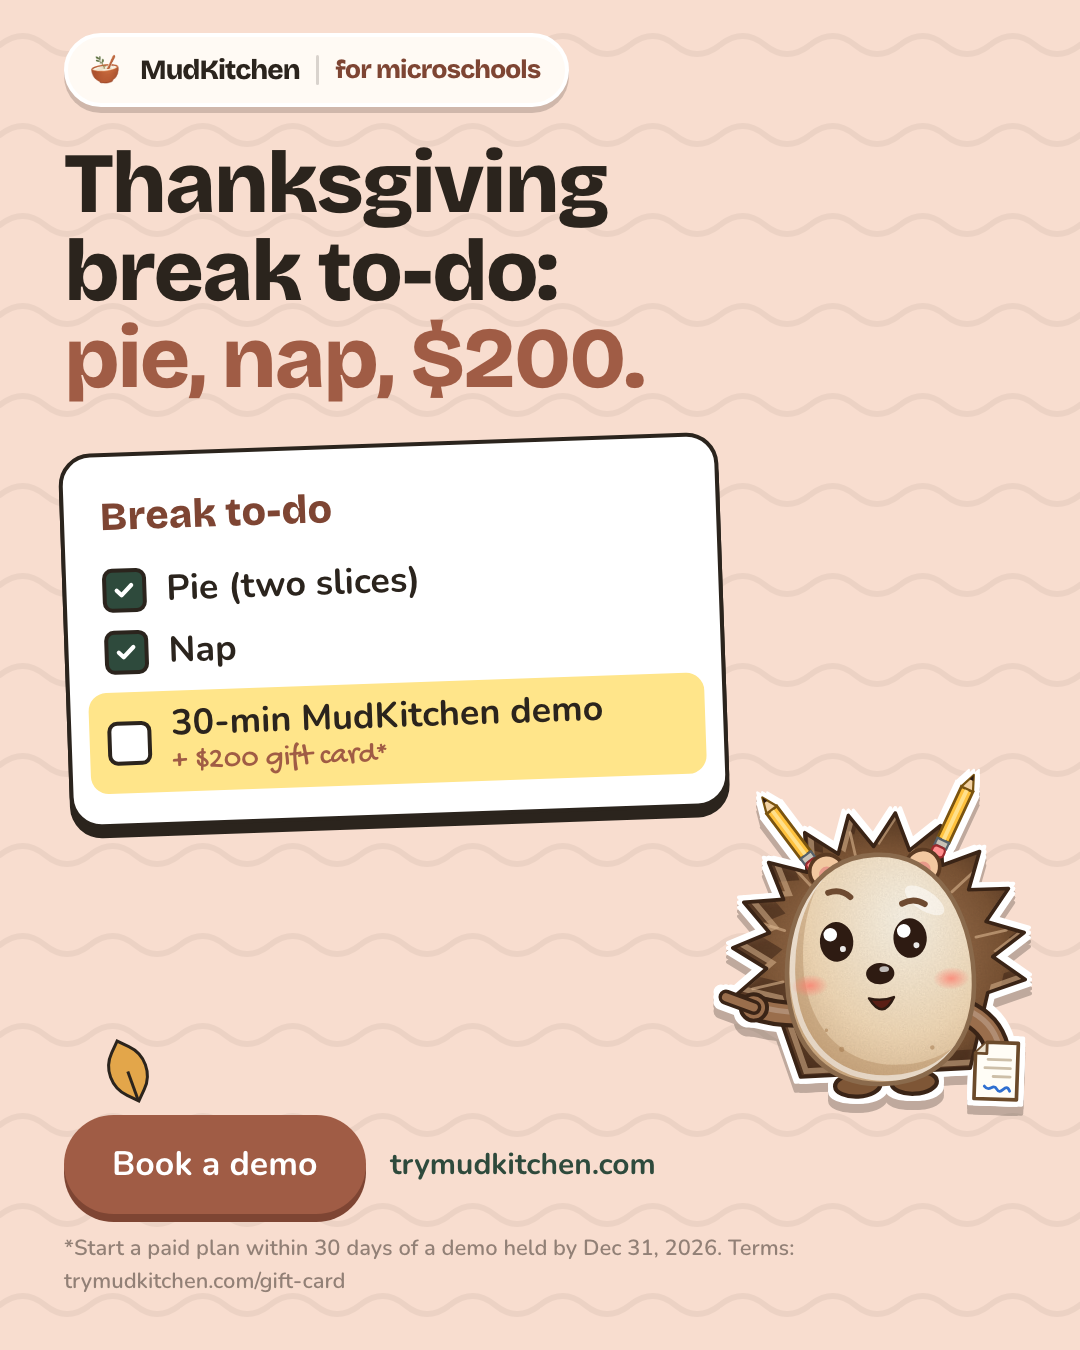 MudKitchen | for microschools
Thanksgiving
break to-do:
pie, nap, $200.
Break to-do
Pie (two slices)
Nap
30-min MudKitchen demo
+ $200 gift card*
Book a demo
trymudkitchen.com
*Start a paid plan within 30 days of a demo held by Dec 31, 2026. Terms:
trymudkitchen.com/gift-card